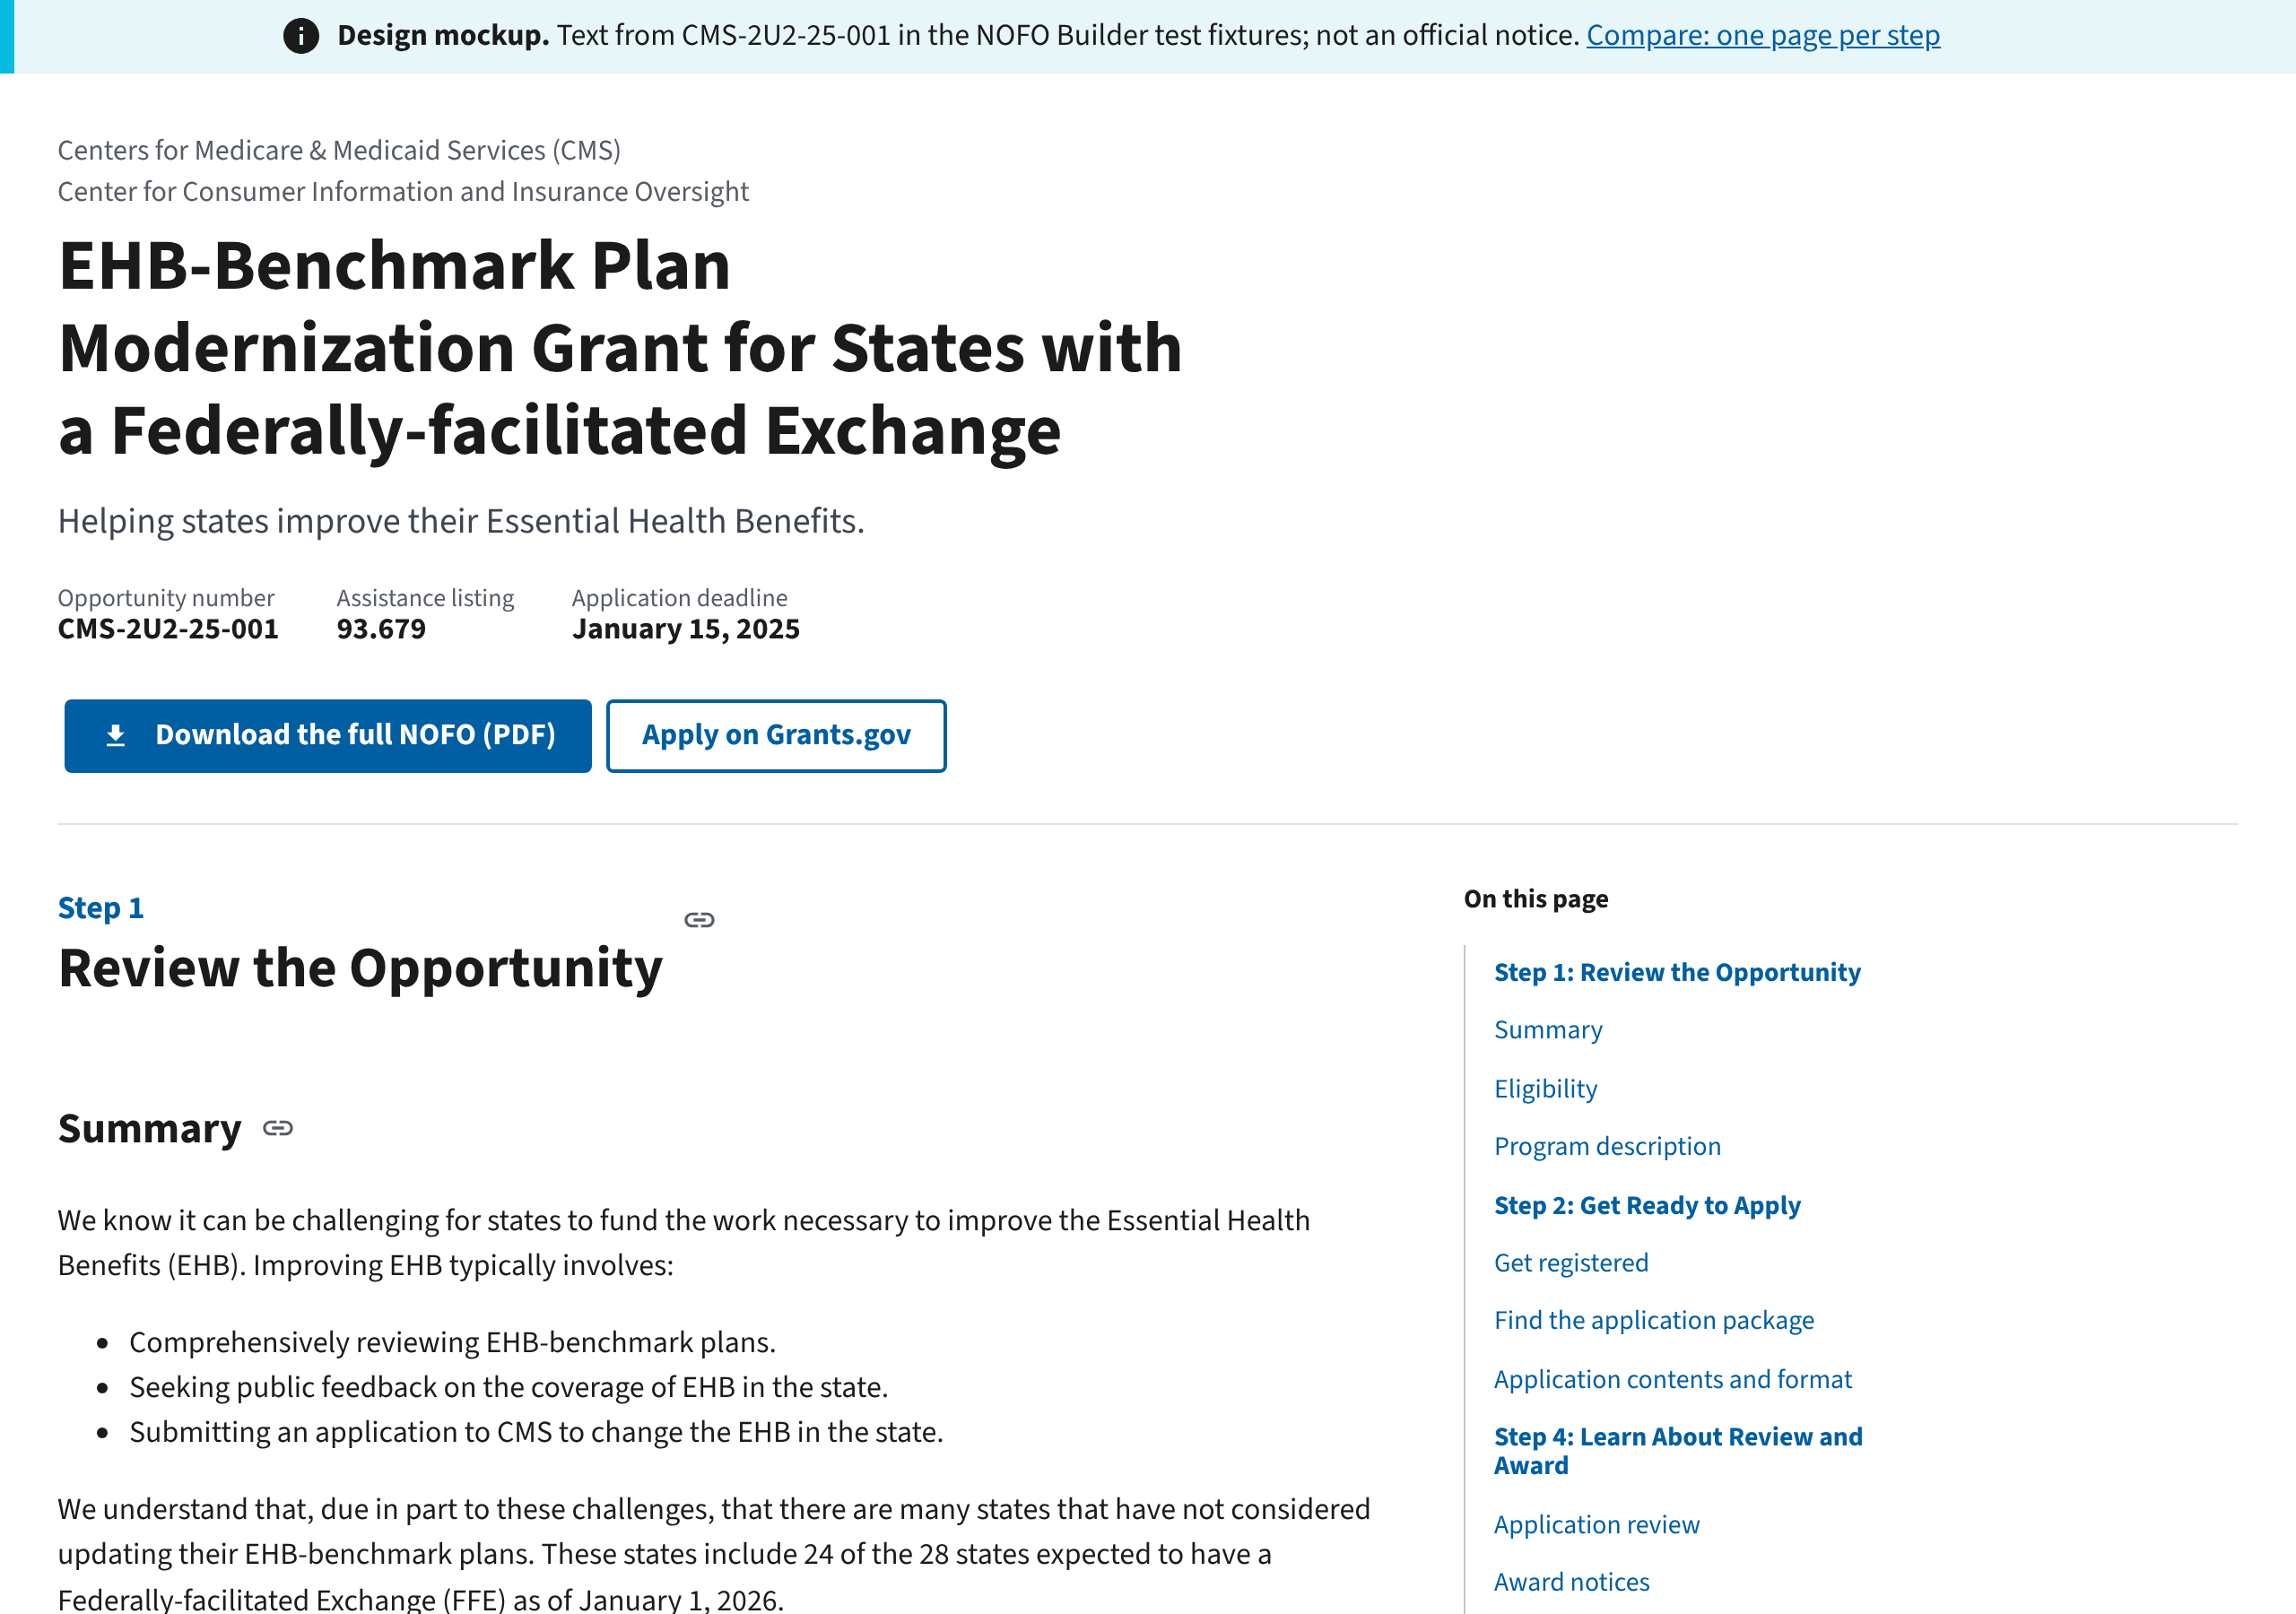 Design mockup. Text from CMS-2U2-25-001 in the NOFO Builder test fixtures; not an official notice. Compare: one page per step
Centers for Medicare & Medicaid Services (CMS)
Center for Consumer Information and Insurance Oversight
EHB-Benchmark Plan
Modernization Grant for States with
a Federally-facilitated Exchange
Helping states improve their Essential Health Benefits.
Opportunity number
CMS-2U2-25-001
Assistance listing
93.679
Application deadline
January 15, 2025
Download the full NOFO (PDF)
Apply on Grants.gov
Step 1
Review the Opportunity
Summary
We know it can be challenging for states to fund the work necessary to improve the Essential Health
Benefits (EHB). Improving EHB typically involves:
• Comprehensively reviewing EHB-benchmark plans.
• Seeking public feedback on the coverage of EHB in the state.
• Submitting an application to CMS to change the EHB in the state.
We understand that, due in part to these challenges, that there are many states that have not considered
updating their EHB-benchmark plans. These states include 24 of the 28 states expected to have a
Federally-facilitated Exchange (FFE) as of January 1, 2026.
On this page
Step 1: Review the Opportunity
Summary
Eligibility
Program description
Step 2: Get Ready to Apply
Get registered
Find the application package
Application contents and format
Step 4: Learn About Review and
Award
Application review
Award notices